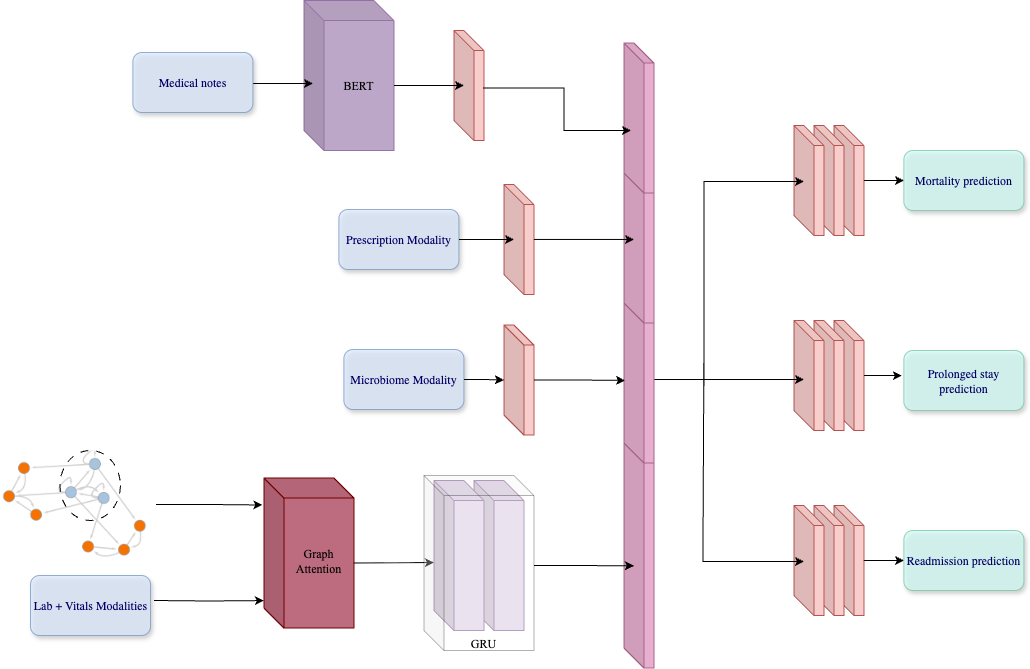 Medical notes
BERT
Mortality prediction
Prescription Modality
Microbiome Modality
Prolonged stay
prediction
Graph
Attention
Readmission prediction
Lab + Vitals Modalities
GRU